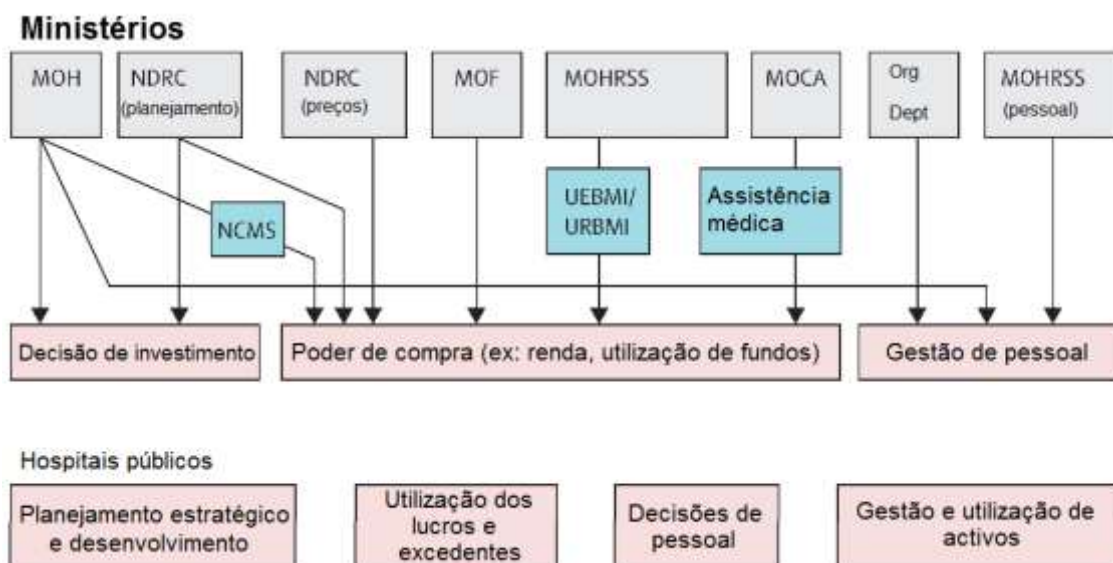 Ministérios
MOH
NDRC
(planejamento)
NDRC
(preços)
MOF
MOHRSS
MOCA
Org
Dept
MOHRSS
(pessoal)
NCMS
UEBMI/
URBMI
Assistência
médica
Decisão de investimento
Poder de compra (ex: renda, utilização de fundos)
Gestão de pessoal
Hospitais públicos
Planejamento estratégico
e desenvolvimento
Utilização dos
lucros e
excedentes
Decisões de
pessoal
Gestão e utilização de
activos